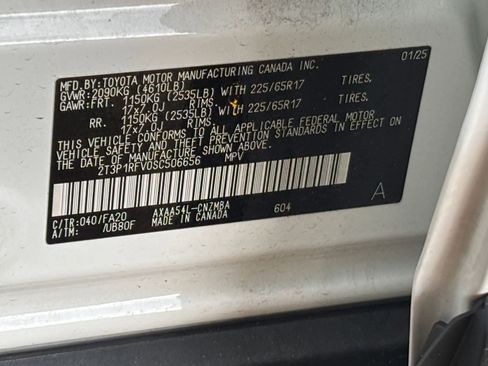 MFD.BY: TOYOTA MOTOR MANUFACTURING CANADA INC. 01/25
GVWR: 2090KG (4610LB)
GAWR: FRT. 1150KG (2535LB) WITH 225/65R17 TIRES,
17x7.0J RIMS,
RR. 1150KG (2535LB) WITH 225/65R17 TIRES,
17x7.0J RIMS,
THIS VEHICLE CONFORMS TO ALL APPLICABLE FEDERAL MOTOR
VEHICLE SAFETY AND THEFT PREVENTION STANDARDS IN EFFECT ON
THE DATE OF MANUFACTURE SHOWN ABOVE.
2T3P1RFV0SC506656 MPV
A
C/TR: 040/FA20 AXAA54L-CNZMBA 604
A/TM: /UB80F MADE IN CANADA